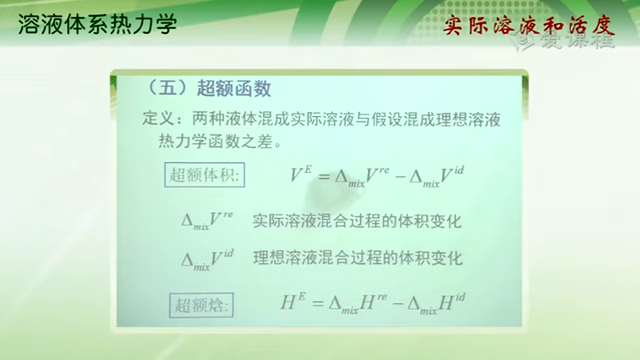 溶液体系热力学
实际溶液和活度
爱课程
（五）超额函数
定义：两种液体混成实际溶液与假设混成理想溶液
热力学函数之差。
超额体积: V^E = Δ_mix V^re − Δ_mix V^id
Δ_mix V^re 实际溶液混合过程的体积变化
Δ_mix V^id 理想溶液混合过程的体积变化
超额焓: H^E = Δ_mix H^re − Δ_mix H^id